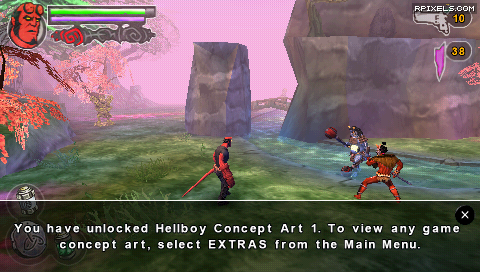 RPIXELS.COM
10
38
You have unlocked Hellboy Concept Art 1. To view any game
concept art, select EXTRAS from the Main Menu.